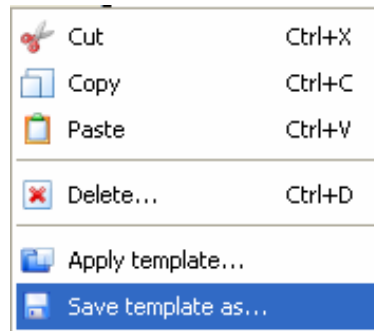 Cut Ctrl+X
Copy Ctrl+C
Paste Ctrl+V
Delete... Ctrl+D
Apply template...
Save template as...